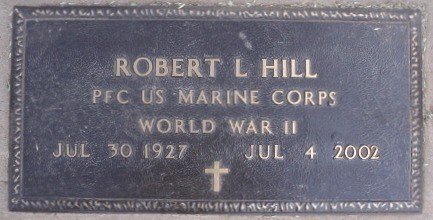 ROBERT L HILL
PFC US MARINE CORPS
WORLD WAR II
JUL 30 1927 JUL 4 2002